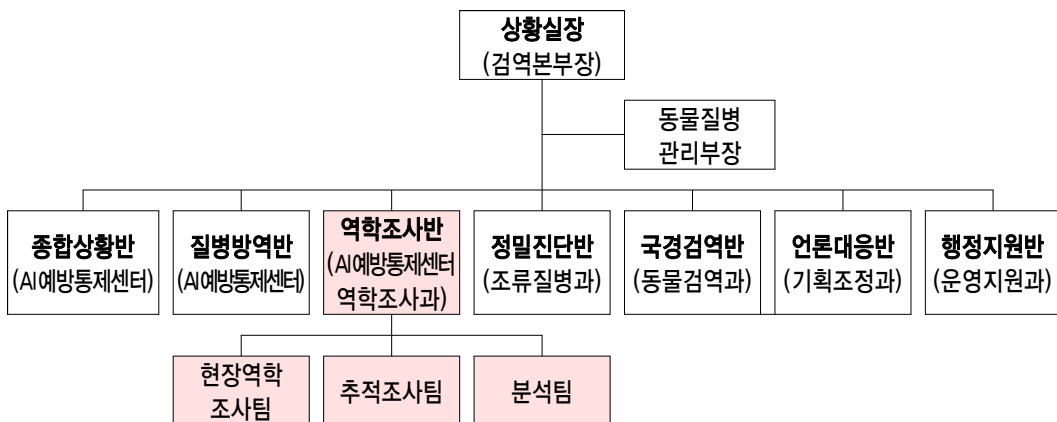 상황실장
(검역본부장)
동물질병
관리부장
종합상황반
(AI예방통제센터)
질병방역반
(AI예방통제센터)
역학조사반
(AI예방통제센터
역학조사과)
정밀진단반
(조류질병과)
국경검역반
(동물검역과)
언론대응반
(기획조정과)
행정지원반
(운영지원과)
현장역학
조사팀
추적조사팀
분석팀